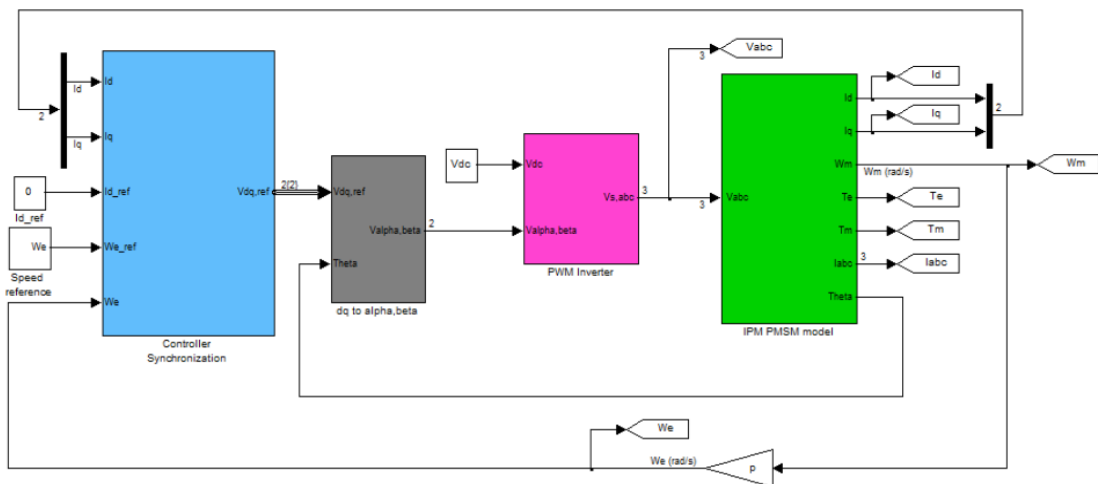 Vabc
3
Id
Iq
2
2
Id
Iq
Id
Iq
Id_ref
We_ref
We
Vdq,ref
2{2}
0
Id_ref
We
Speed
reference
Controller
Synchronization
Vdq,ref
Valpha,beta
2
Theta
dq to alpha,beta
Vdc
Vdc
Vs,abc
3
Valpha,beta
PWM Inverter
3
Vabc
Id
Iq
Wm
Wm (rad/s)
Te
Tm
Iabc
3
Theta
IPM PMSM model
Wm
Te
Tm
Iabc
We
We (rad/s)
p